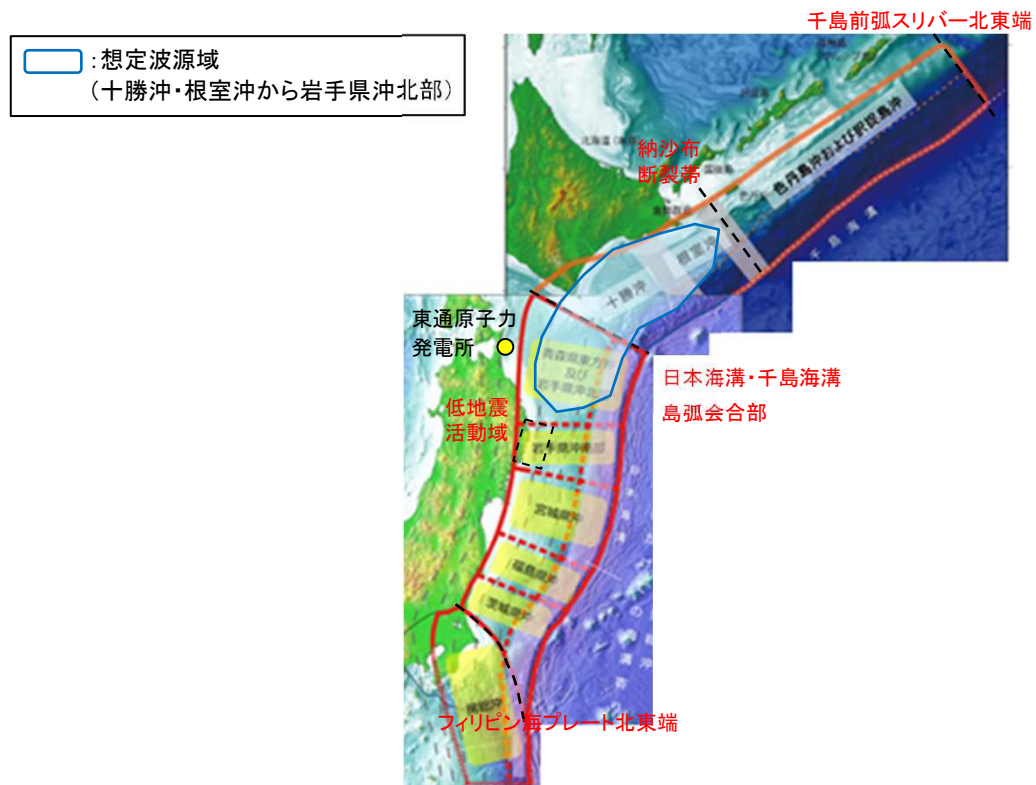 千島前弧スリバー北東端
:想定波源域
(十勝沖・根室沖から岩手県沖北部)
納沙布
断裂帯
色丹島沖および択捉島沖
千島海溝
根室沖
十勝沖
東通原子力
発電所
青森県東方沖
及び
岩手県沖北部
日本海溝・千島海溝
島弧会合部
低地震
活動域
岩手県沖南部
宮城県沖
福島県沖
茨城県沖
房総沖
フィリピン海プレート北東端